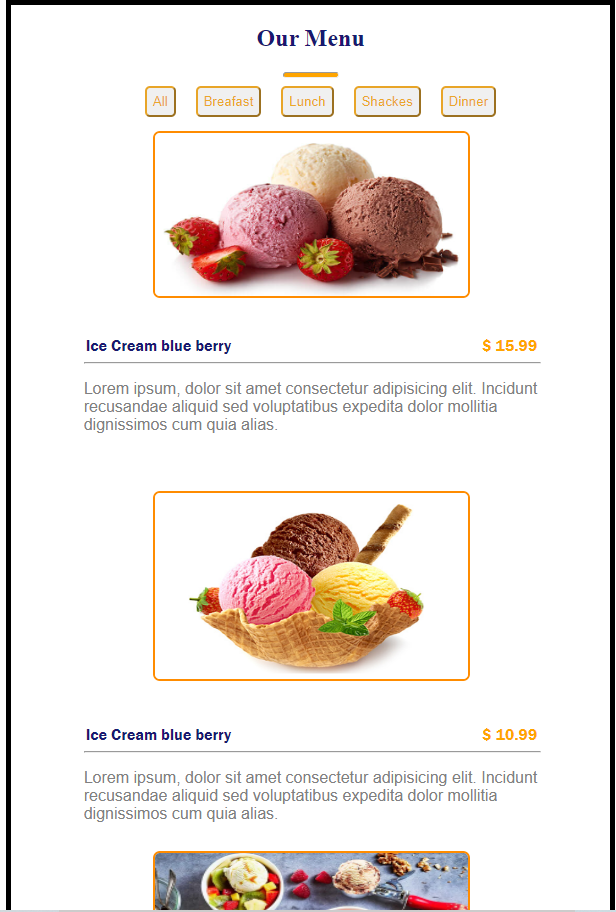 Our Menu
All Breafast Lunch Shackes Dinner
Ice Cream blue berry $ 15.99
Lorem ipsum, dolor sit amet consectetur adipisicing elit. Incidunt
recusandae aliquid sed voluptatibus expedita dolor mollitia
dignissimos cum quia alias.
Ice Cream blue berry $ 10.99
Lorem ipsum, dolor sit amet consectetur adipisicing elit. Incidunt
recusandae aliquid sed voluptatibus expedita dolor mollitia
dignissimos cum quia alias.